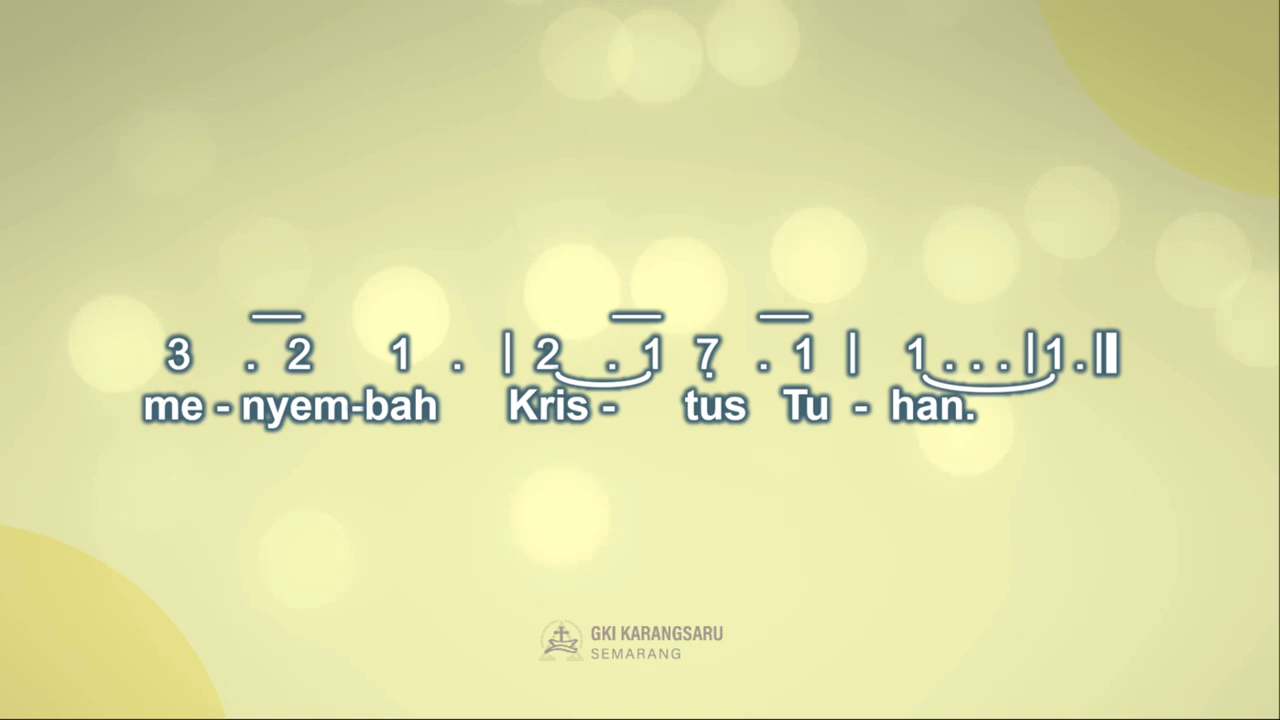 3 . 2 1 . | 2 . 1 7̣ . 1 | 1 . . . | 1 . ||
me - nyem-bah Kris - tus Tu - han.
GKI KARANGSARU
SEMARANG